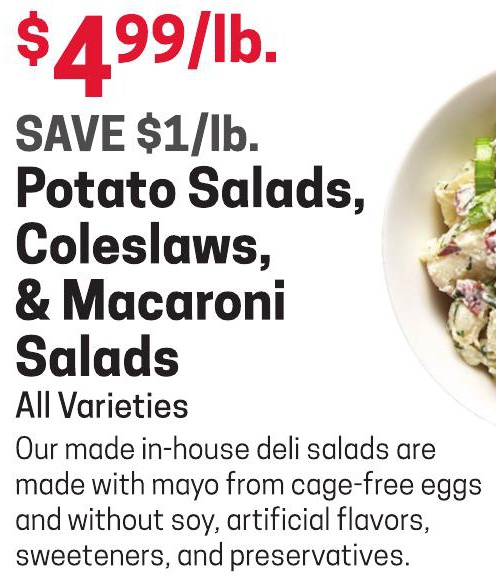 $4.99/lb.
SAVE $1/lb.
Potato Salads,
Coleslaws,
& Macaroni
Salads
All Varieties
Our made in-house deli salads are
made with mayo from cage-free eggs
and without soy, artificial flavors,
sweeteners, and preservatives.